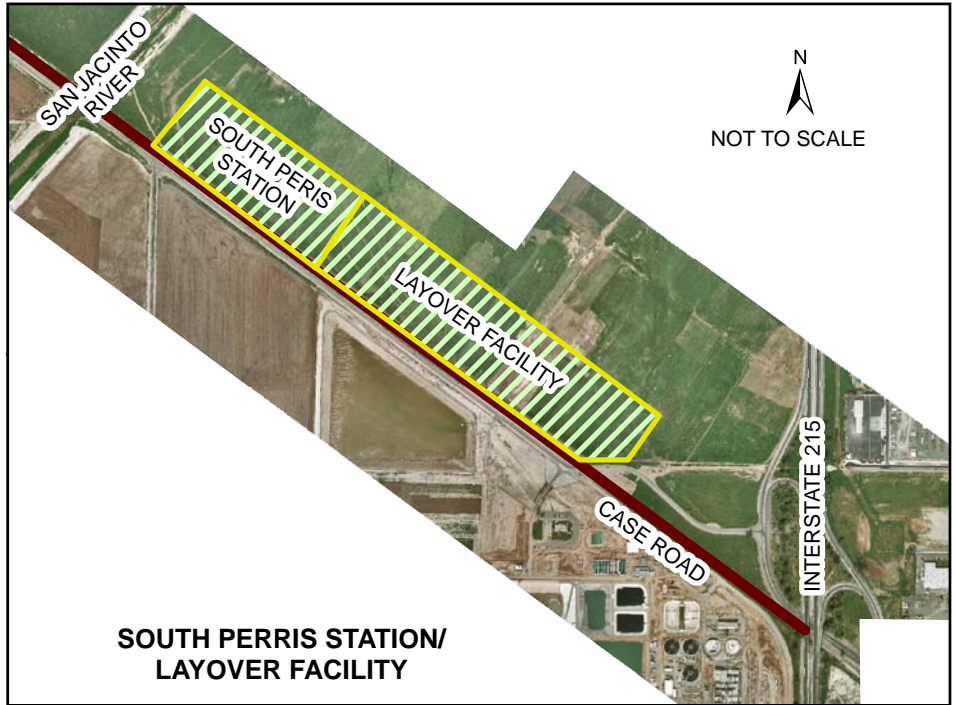 SAN JACINTO
RIVER
N
NOT TO SCALE
SOUTH PERIS
STATION
LAYOVER FACILITY
CASE ROAD
INTERSTATE 215
SOUTH PERRIS STATION/
LAYOVER FACILITY